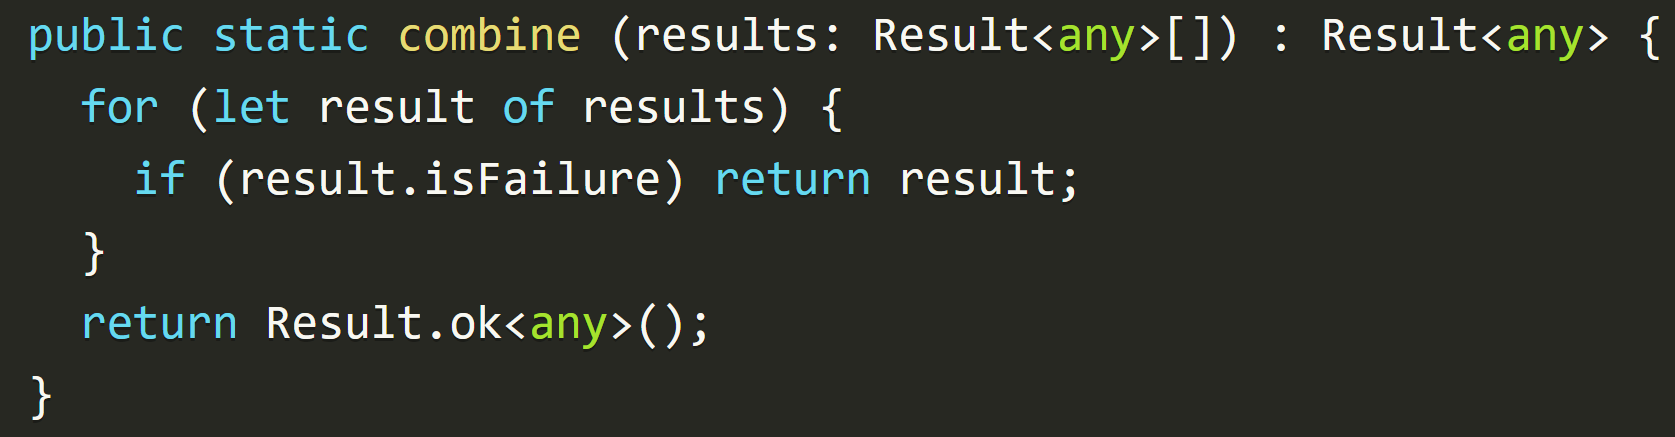 public static combine (results: Result<any>[]) : Result<any> {
  for (let result of results) {
    if (result.isFailure) return result;
  }
  return Result.ok<any>();
}